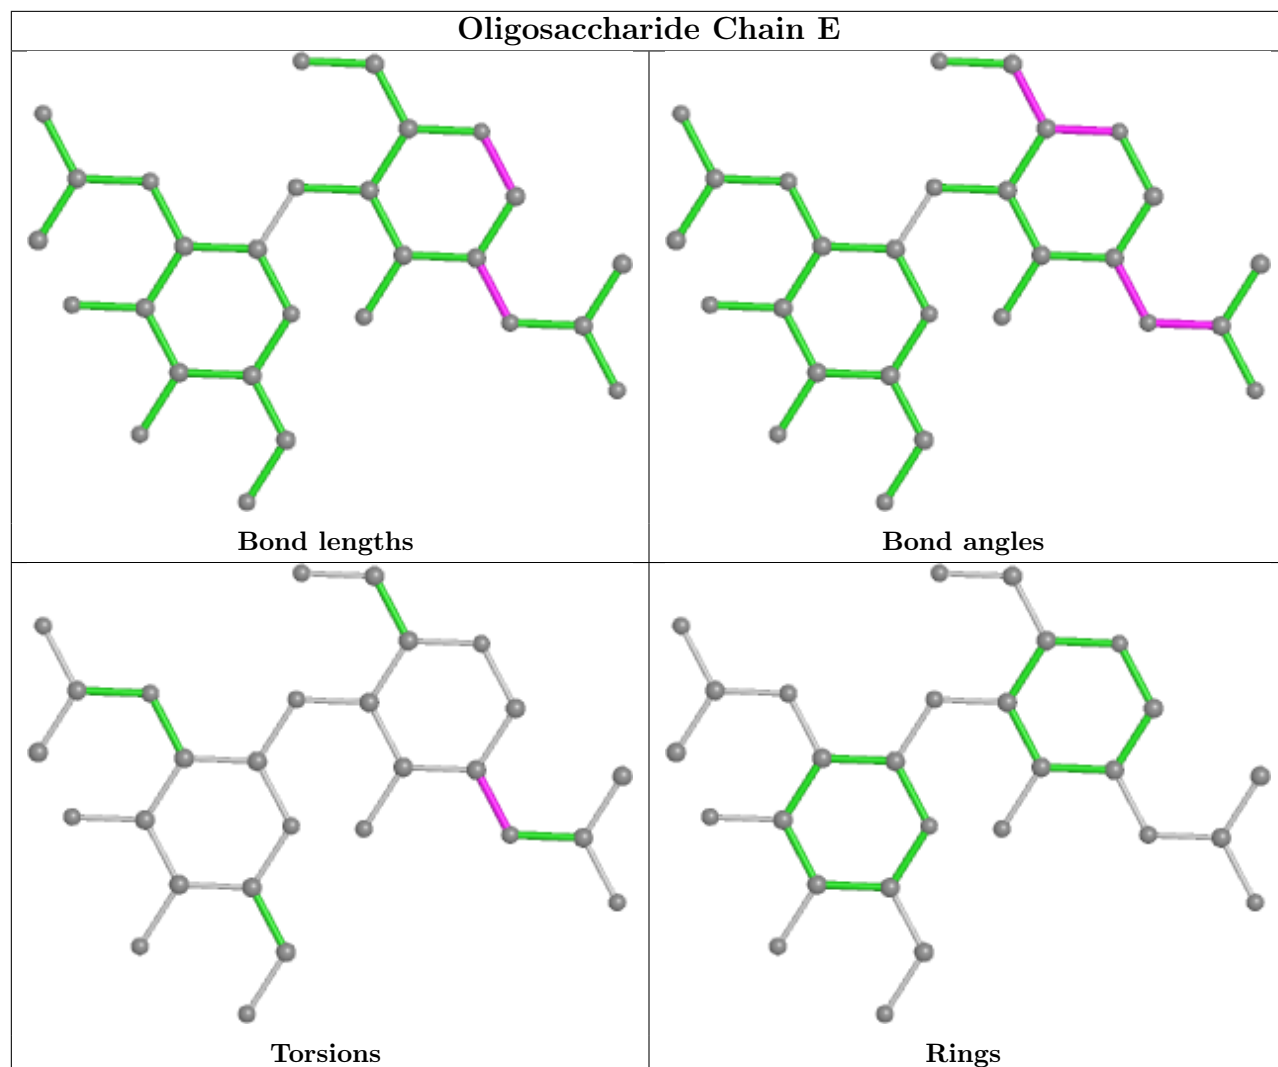 Oligosaccharide Chain E
Bond lengths
Bond angles
Torsions
Rings